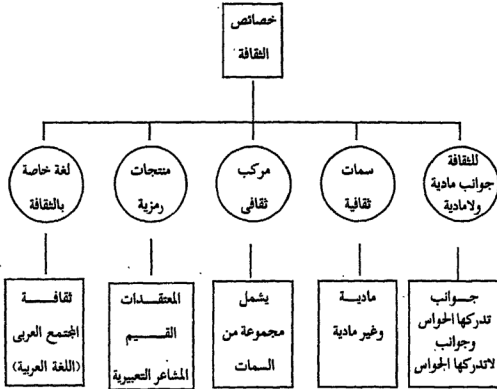 خصائص
الثقافة
للثقافة
جوانب مادية
ولامادية
سمات
ثقافية
مركب
ثقافى
منتجات
رمزية
لغة خاصة
بالثقافة
جوانب
تدركها الحواس
وجوانب
لاتدركها الحواس
مادية
وغير مادية
يشمل
مجموعة من
السمات
المعتقدات
القيم
المشاعر التعبيرية
ثقافة
المجتمع العربى
(اللغة العربية)